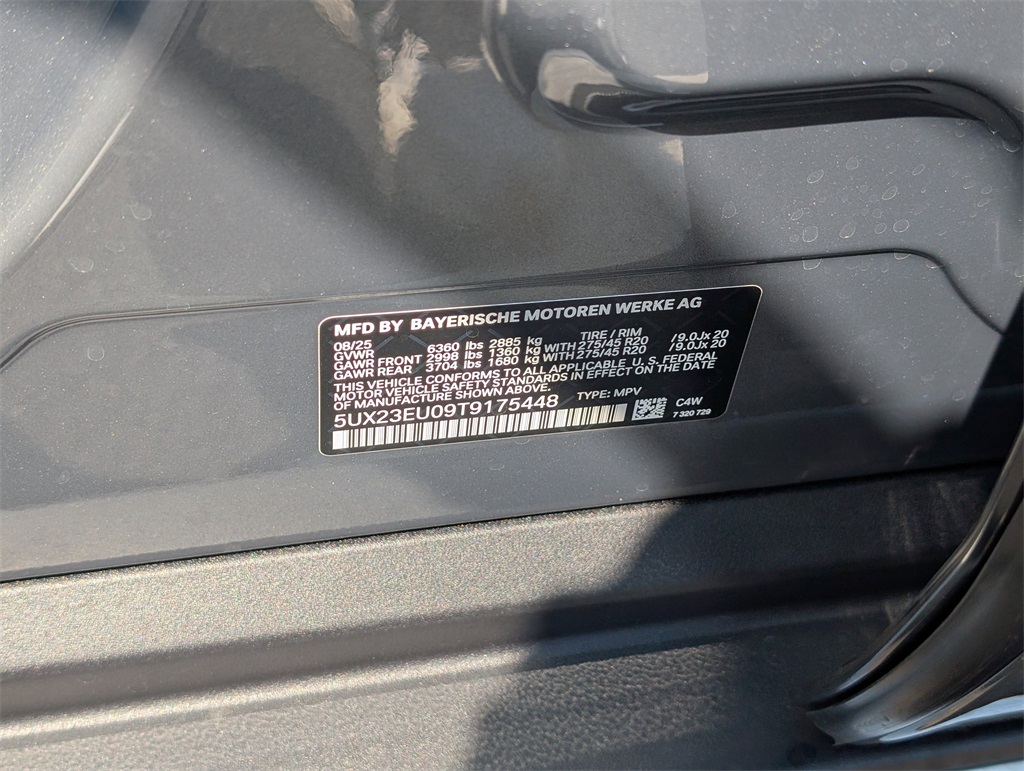 MFD BY BAYERISCHE MOTOREN WERKE AG
08/25 TIRE / RIM
GVWR 6360 lbs 2885 kg
GAWR FRONT 2998 lbs 1360 kg WITH 275/45 R20 / 9.0Jx 20
GAWR REAR 3704 lbs 1680 kg WITH 275/45 R20 / 9.0Jx 20
THIS VEHICLE CONFORMS TO ALL APPLICABLE U. S. FEDERAL
MOTOR VEHICLE SAFETY STANDARDS IN EFFECT ON THE DATE
OF MANUFACTURE SHOWN ABOVE.
5UX23EU09T9175448 TYPE: MPV
C4W
7 320 729